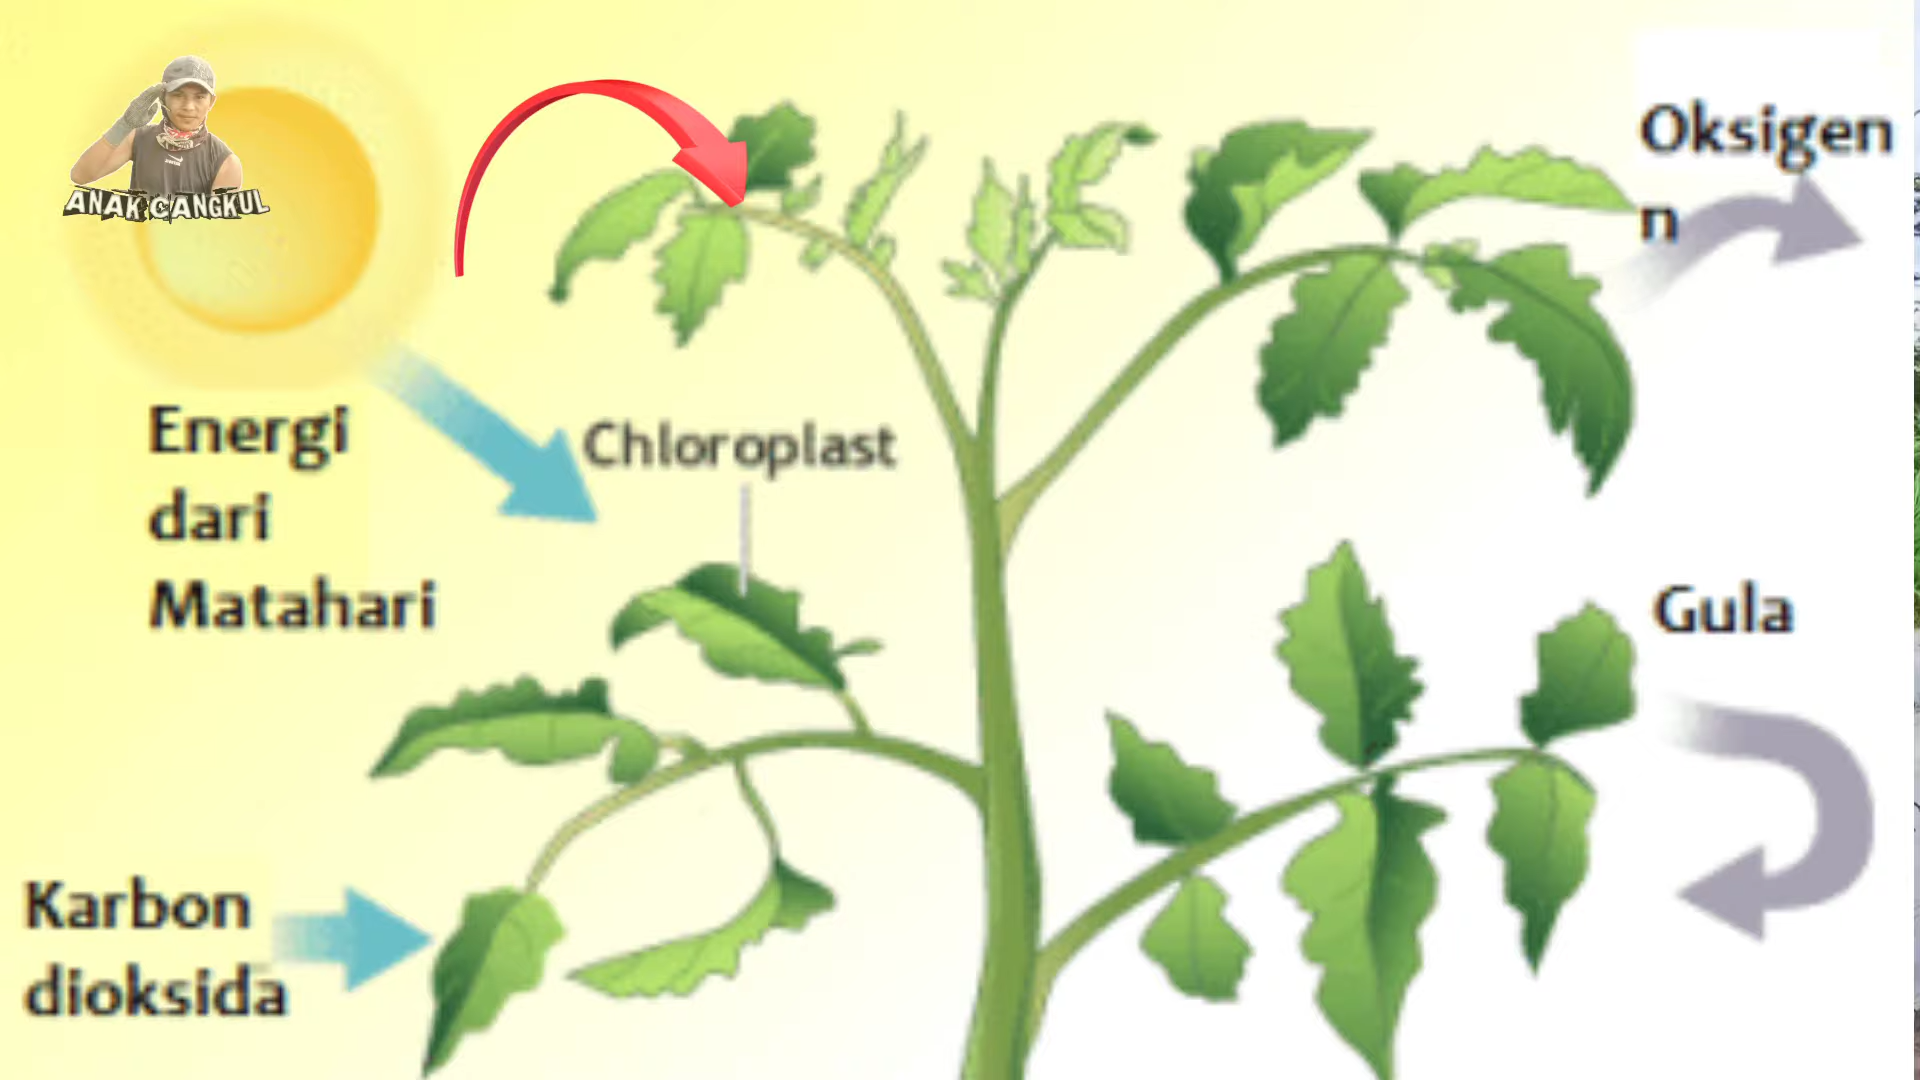 ANAK CANGKUL
Oksigen
n
Energi
dari
Matahari
Chloroplast
Gula
Karbon
dioksida